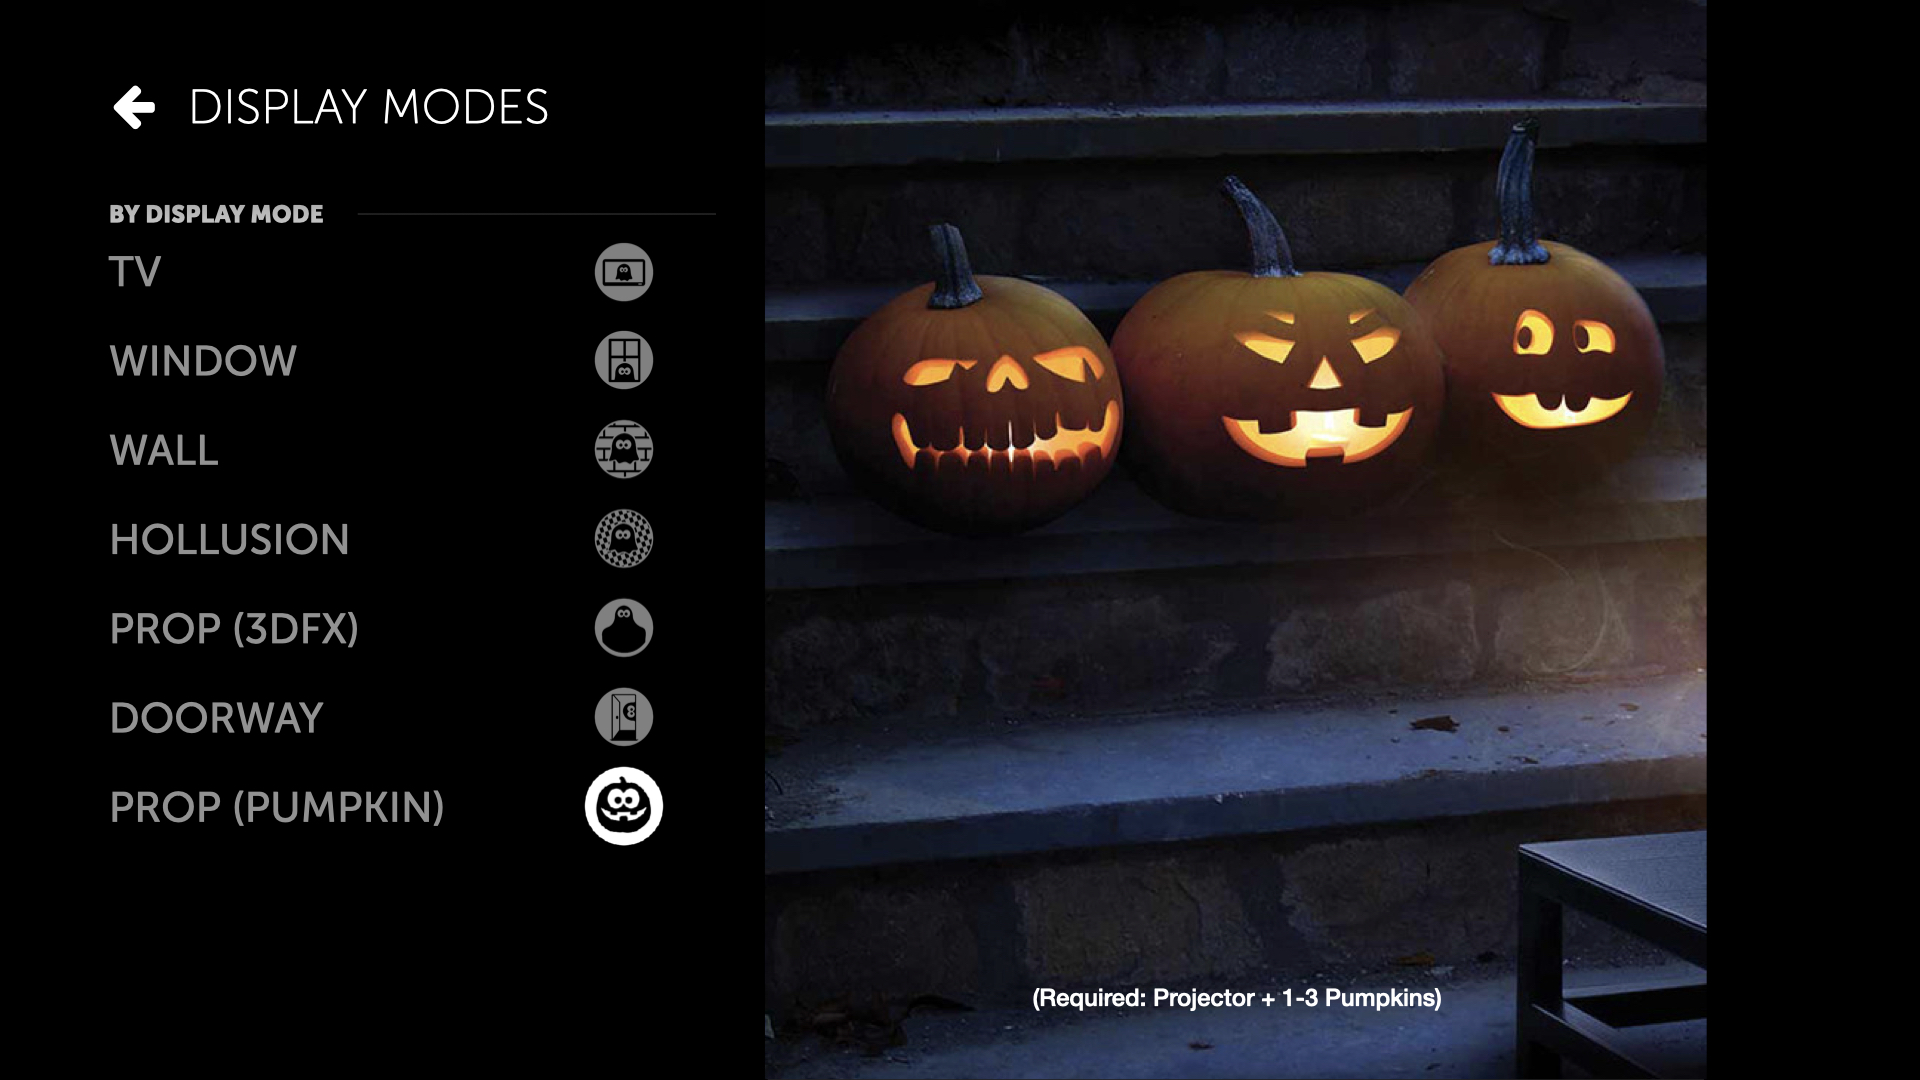 DISPLAY MODES
BY DISPLAY MODE
TV
WINDOW
WALL
HOLLUSION
PROP (3DFX)
DOORWAY
PROP (PUMPKIN)
(Required: Projector + 1-3 Pumpkins)